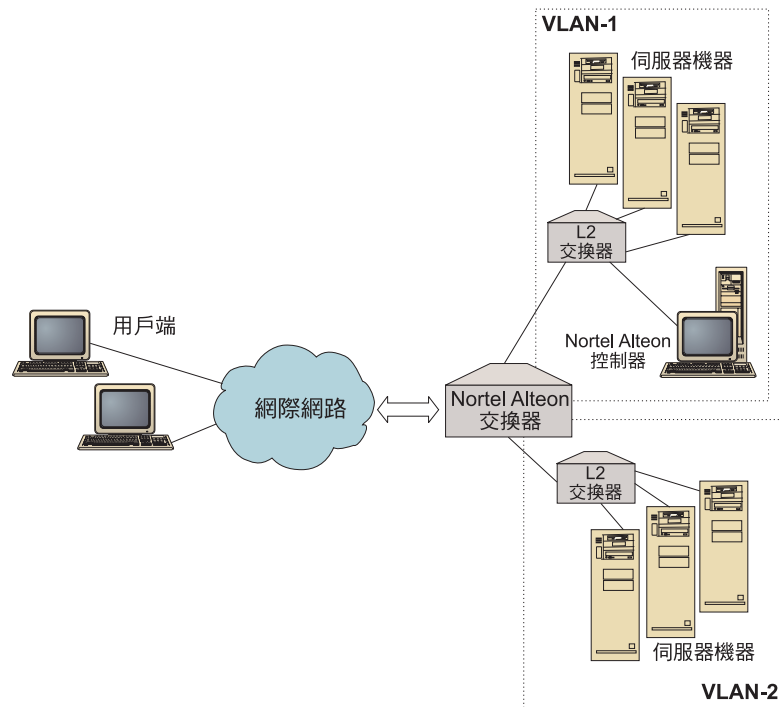 VLAN-1
伺服器機器
L2
交換器
Nortel Alteon
控制器
用戶端
網際網路
Nortel Alteon
交換器
L2
交換器
伺服器機器
VLAN-2